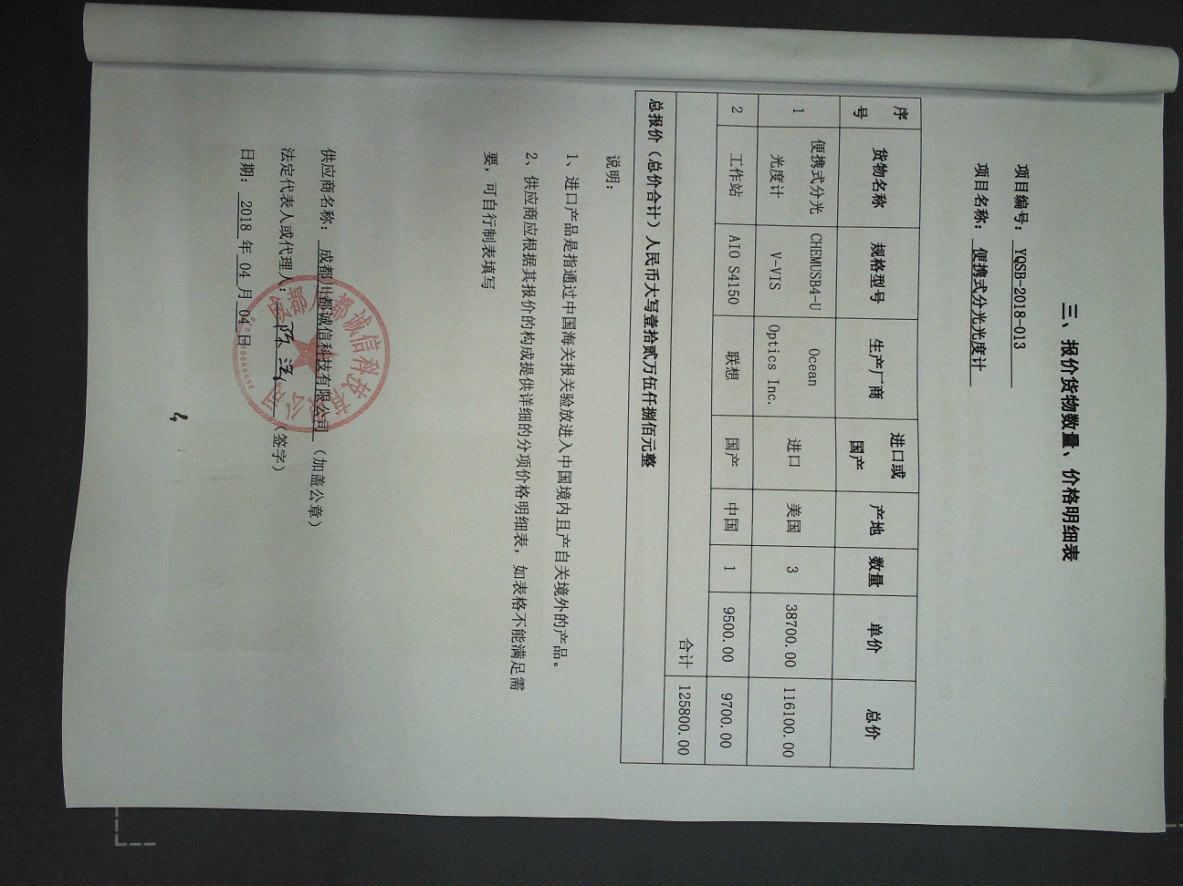 三、报价货物数量、价格明细表
项目编号：YQSB-2018-013
项目名称：便携式分光光度计
序号 货物名称 规格型号 生产厂商 进口或国产 产地 数量 单价 总价
1 便携式分光光度计 CHEMUSB4-UV-VIS Ocean Optics Inc. 进口 美国 3 38700.00 116100.00
2 工作站 AIO S4150 联想 国产 中国 1 9500.00 9700.00
合计 125800.00
总报价（总价合计）人民币大写壹拾贰万伍仟捌佰元整
说明：
1、进口产品是指通过中国海关报关验放进入中国境内且产自关境外的产品。
2、供应商应根据其报价的构成提供详细的分项价格明细表，如表格不能满足需
要，可自行制表填写
供应商名称：成都川都诚信科技有限公司（加盖公章）
法定代表人或代理人：（签字）
日期：2018 年 04 月 04 日